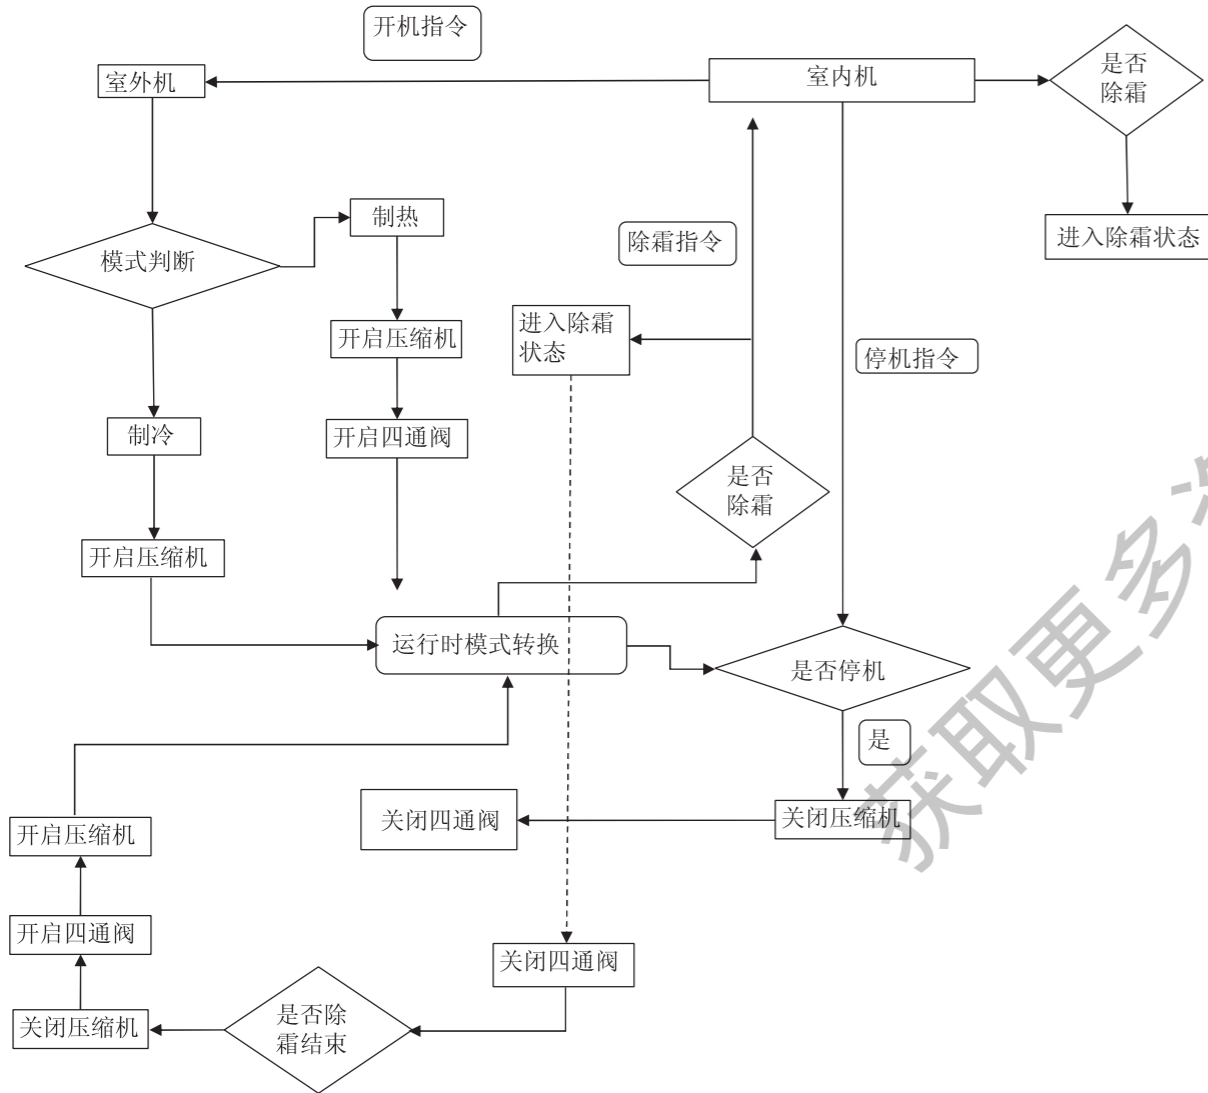 开机指令
室外机
室内机
是否
除霜
制热
除霜指令
进入除霜状态
模式判断
进入除霜
状态
开启压缩机
停机指令
制冷
开启四通阀
是否
除霜
开启压缩机
运行时模式转换
是否停机
是
关闭四通阀
关闭压缩机
开启压缩机
开启四通阀
关闭四通阀
关闭压缩机
是否除
霜结束
获取更多